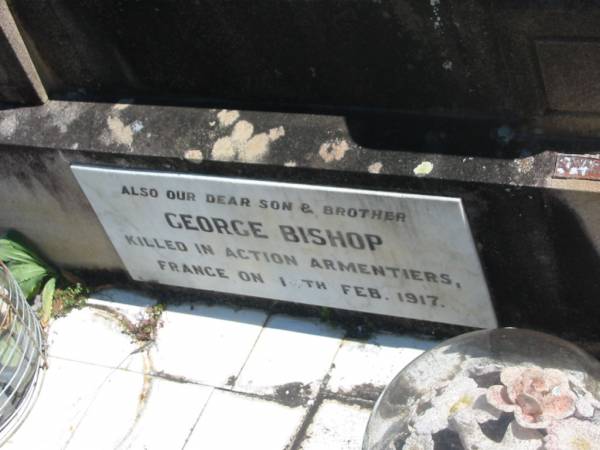 ALSO OUR DEAR SON & BROTHER
GEORGE BISHOP
KILLED IN ACTION ARMENTIERS,
FRANCE ON FEB. 1917.